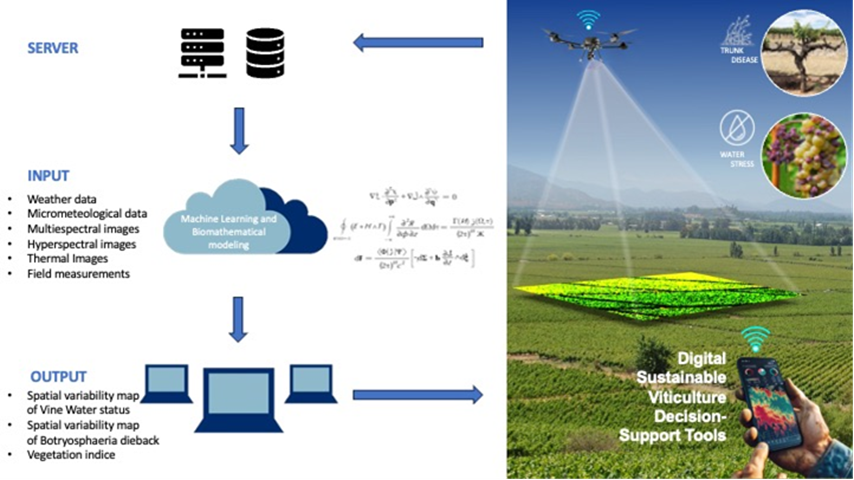 SERVER
INPUT
• Weather data
• Micrometeological data
• Multiespectral images
• Hyperspectral images
• Thermal Images
• Field measurements
Machine Learning and
Biomathematical
modeling
OUTPUT
• Spatial variability map
of Vine Water status
• Spatial variability map
of Botryosphaeria dieback
• Vegetation indice
TRUNK
DISEASE
WATER
STRESS
Digital
Sustainable
Viticulture
Decision-
Support Tools